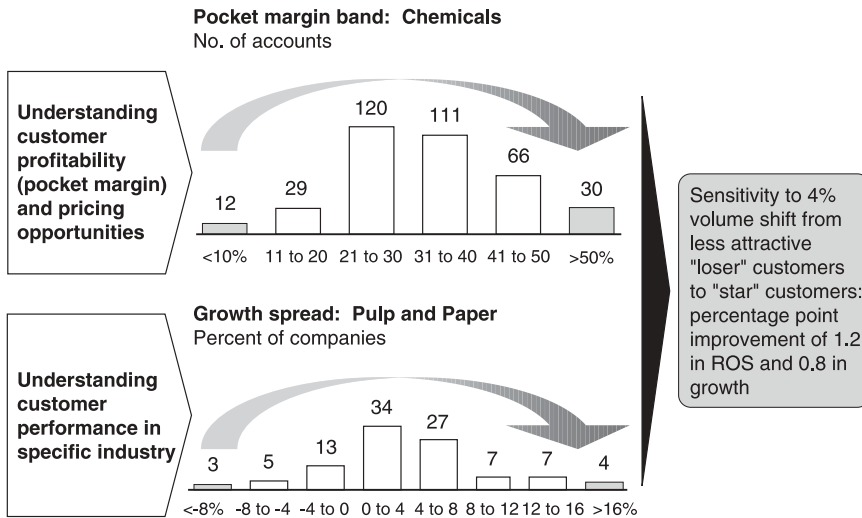 Pocket margin band: Chemicals
No. of accounts
Understanding
customer
profitability
(pocket margin)
and pricing
opportunities
12
29
120
111
66
30
<10% 11 to 20 21 to 30 31 to 40 41 to 50 >50%
Growth spread: Pulp and Paper
Percent of companies
Understanding
customer
performance in
specific industry
3
5
13
34
27
7
7
4
<-8% -8 to -4 -4 to 0 0 to 4 4 to 8 8 to 12 12 to 16 >16%
Sensitivity to 4%
volume shift from
less attractive
"loser" customers
to "star" customers:
percentage point
improvement of 1.2
in ROS and 0.8 in
growth